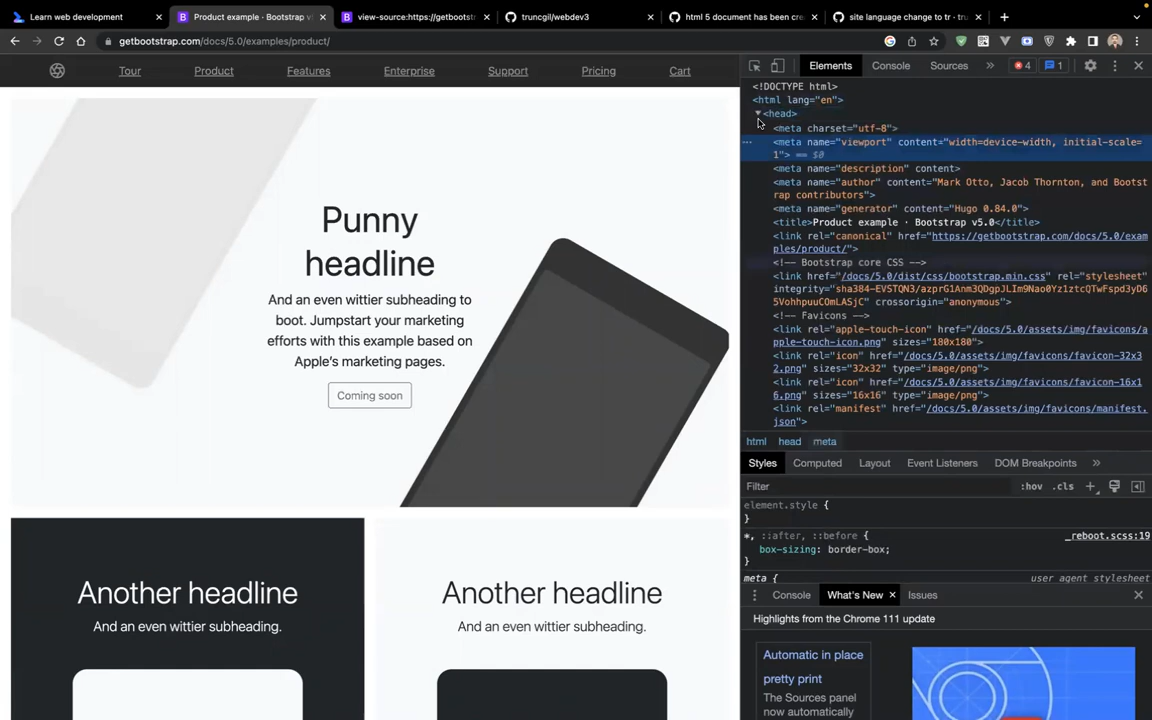 Learn web development
Product example · Bootstrap v
view-source:https://getbootst
truncgil/webdev3
html 5 document has been cre
site language change to tr · tru
getbootstrap.com/docs/5.0/examples/product/
Tour
Product
Features
Enterprise
Support
Pricing
Cart
Punny
headline
And an even wittier subheading to
boot. Jumpstart your marketing
efforts with this example based on
Apple's marketing pages.
Coming soon
Another headline
And an even wittier subheading.
Another headline
And an even wittier subheading.
Elements
Console
Sources
»
4
1
<!DOCTYPE html>
<html lang="en">
<head>
<meta charset="utf-8">
<meta name="viewport" content="width=device-width, initial-scale=
1"> == $0
<meta name="description" content>
<meta name="author" content="Mark Otto, Jacob Thornton, and Bootst
rap contributors">
<meta name="generator" content="Hugo 0.84.0">
<title>Product example · Bootstrap v5.0</title>
<link rel="canonical" href="https://getbootstrap.com/docs/5.0/exam
ples/product/">
<!-- Bootstrap core CSS -->
<link href="/docs/5.0/dist/css/bootstrap.min.css" rel="stylesheet"
integrity="sha384-EVSTQN3/azprG1Anm3QDgpJLIm9Nao0Yz1ztcQTwFspd3yD6
5VohhpuuCOmLASjC" crossorigin="anonymous">
<!-- Favicons -->
<link rel="apple-touch-icon" href="/docs/5.0/assets/img/favicons/a
pple-touch-icon.png" sizes="180x180">
<link rel="icon" href="/docs/5.0/assets/img/favicons/favicon-32x3
2.png" sizes="32x32" type="image/png">
<link rel="icon" href="/docs/5.0/assets/img/favicons/favicon-16x1
6.png" sizes="16x16" type="image/png">
<link rel="manifest" href="/docs/5.0/assets/img/favicons/manifest.
json">
html
head
meta
Styles
Computed
Layout
Event Listeners
DOM Breakpoints
»
Filter
:hov
.cls
element.style {
}
*, ::after, ::before {
_reboot.scss:19
box-sizing: border-box;
}
meta {
user agent stylesheet
Console
What's New
Issues
Highlights from the Chrome 111 update
Automatic in place
pretty print
The Sources panel
now automatically